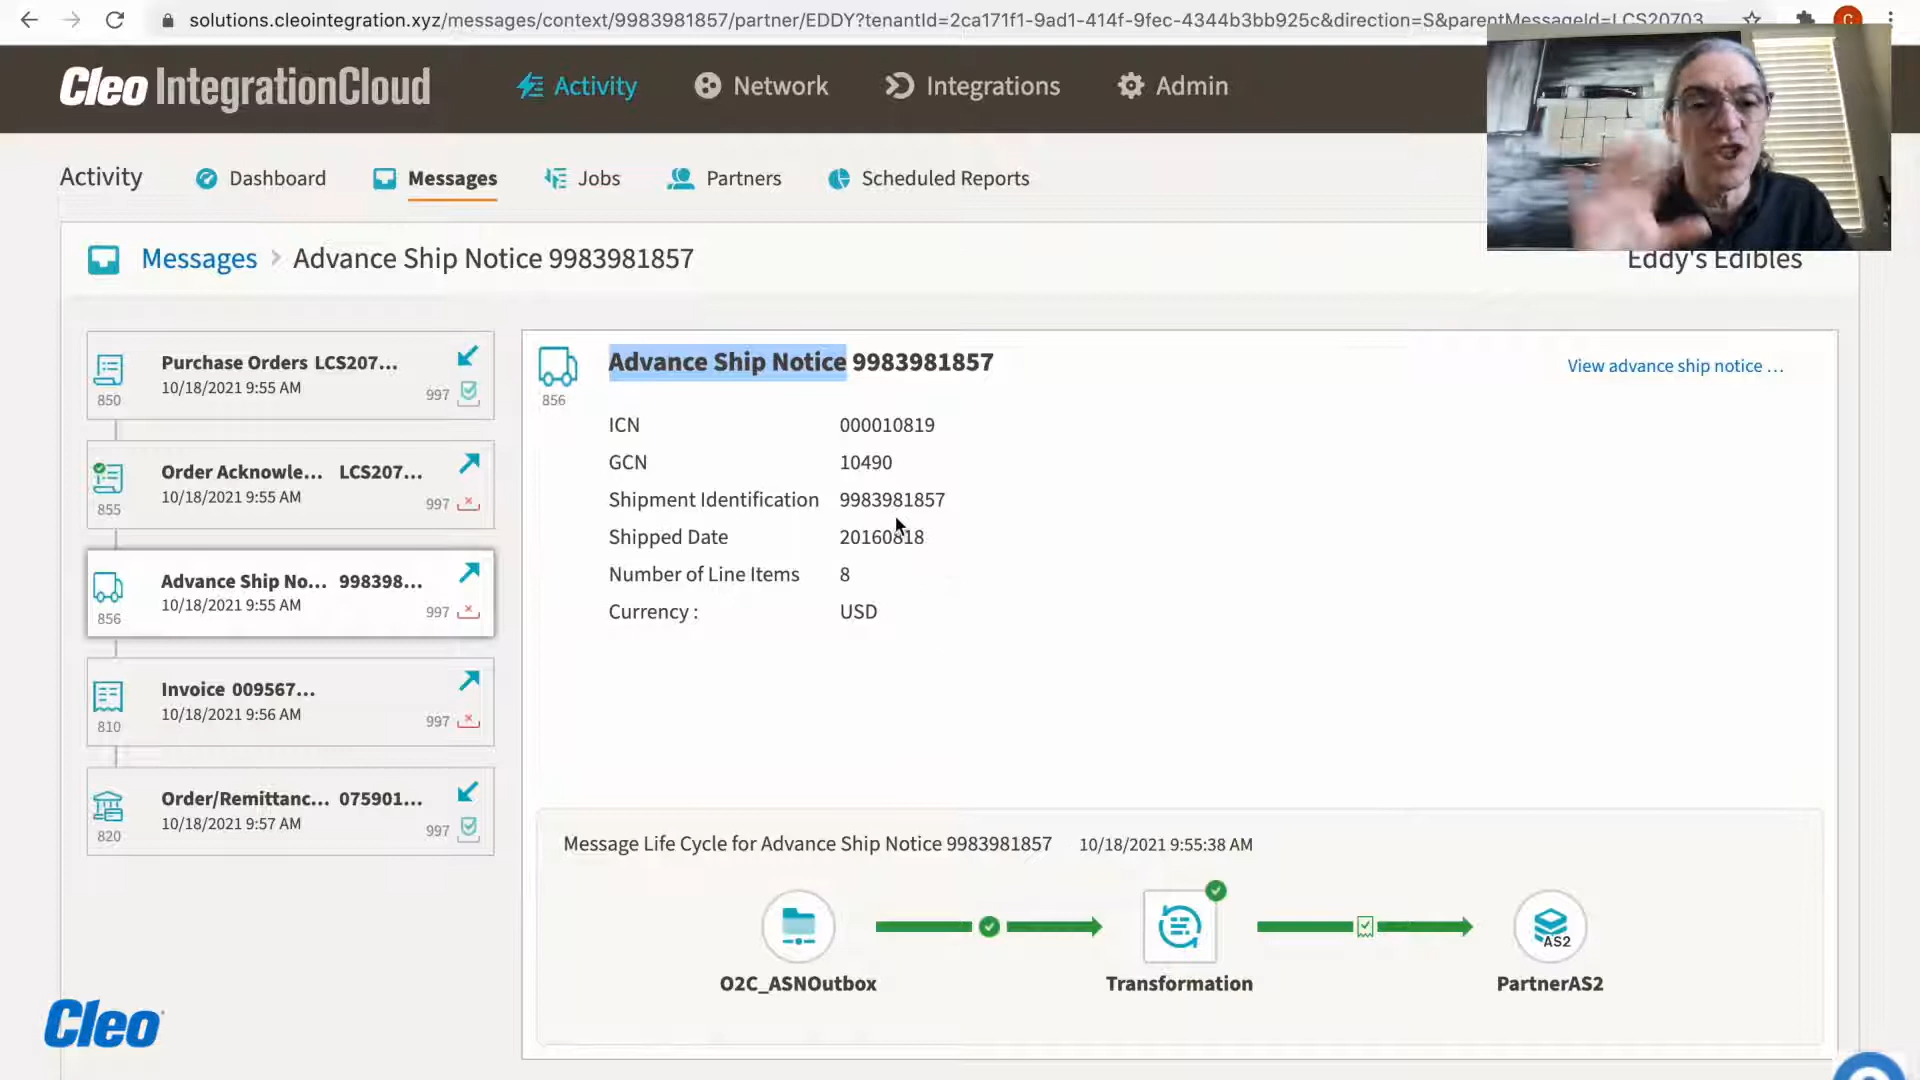 solutions.cleointegration.xyz/messages/context/9983981857/partner/EDDY?tenantId=2ca171f1-9ad1-414f-9fec-4344b3bb925c&direction=S&parentMessageId=LCS20703...
C
Cleo IntegrationCloud
Activity
Network
Integrations
Admin
Activity
Dashboard
Messages
Jobs
Partners
Scheduled Reports
Messages > Advance Ship Notice 9983981857
Eddy's Edibles
Purchase Orders LCS207...
10/18/2021 9:55 AM
850
997
Order Acknowle... LCS207...
10/18/2021 9:55 AM
855
997
Advance Ship No... 998398...
10/18/2021 9:55 AM
856
997
Invoice 009567...
10/18/2021 9:56 AM
810
997
Order/Remittanc... 075901...
10/18/2021 9:57 AM
820
997
Advance Ship Notice 9983981857
856
View advance ship notice ...
ICN 000010819
GCN 10490
Shipment Identification 9983981857
Shipped Date 20160818
Number of Line Items 8
Currency : USD
Message Life Cycle for Advance Ship Notice 9983981857 10/18/2021 9:55:38 AM
AS2
O2C_ASNOutbox
Transformation
PartnerAS2
Cleo